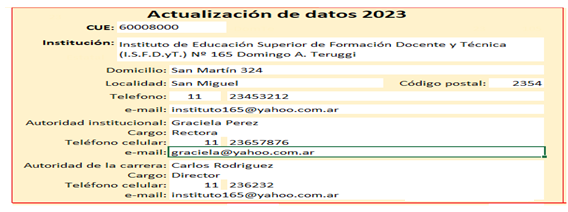 Actualización de datos 2023
CUE: 60008000
Institución: Instituto de Educación Superior de Formación Docente y Técnica
(I.S.F.D.yT.) Nº 165 Domingo A. Teruggi
Domicilio: San Martín 324
Localidad: San Miguel Código postal: 2354
Telefono: 11 23453212
e-mail: instituto165@yahoo.com.ar
Autoridad institucional: Graciela Perez
Cargo: Rectora
Teléfono celular: 11 23657876
e-mail: graciela@yahoo.com.ar
Autoridad de la carrera: Carlos Rodriguez
Cargo: Director
Teléfono celular: 11 236232
e-mail: instituto165@yahoo.com.ar